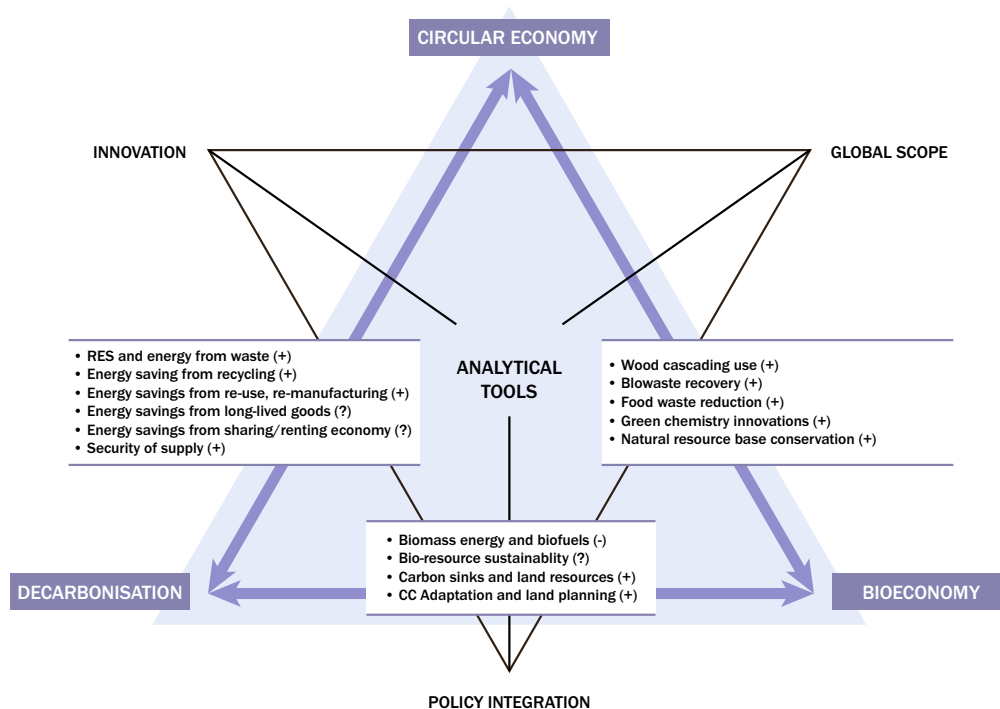 CIRCULAR ECONOMY
INNOVATION
GLOBAL SCOPE
• RES and energy from waste (+)
• Energy saving from recycling (+)
• Energy savings from re-use, re-manufacturing (+)
• Energy savings from long-lived goods (?)
• Energy savings from sharing/renting economy (?)
• Security of supply (+)
ANALYTICAL
TOOLS
• Wood cascading use (+)
• Blowaste recovery (+)
• Food waste reduction (+)
• Green chemistry innovations (+)
• Natural resource base conservation (+)
• Biomass energy and biofuels (-)
• Bio-resource sustainablity (?)
• Carbon sinks and land resources (+)
• CC Adaptation and land planning (+)
DECARBONISATION
BIOECONOMY
POLICY INTEGRATION